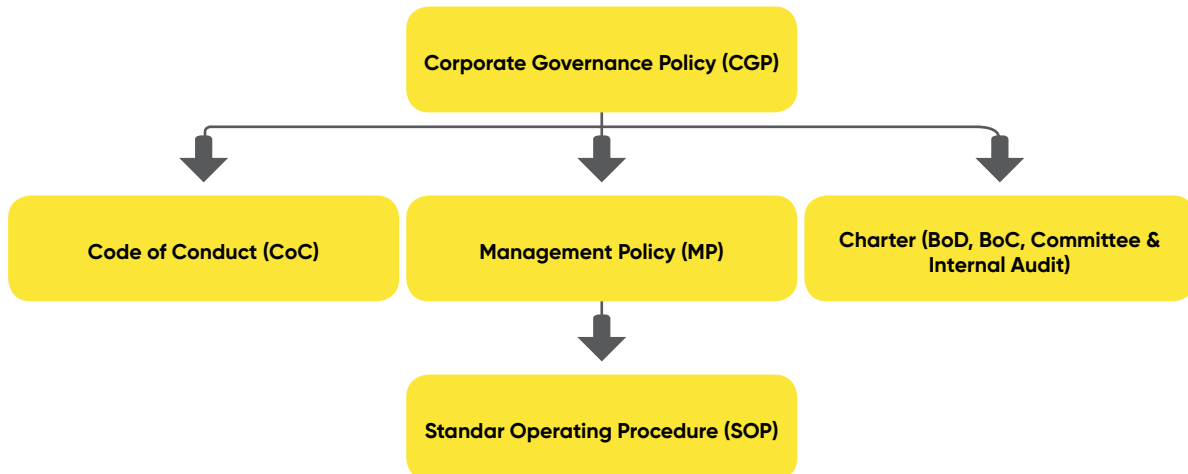 Corporate Governance Policy (CGP)
Code of Conduct (CoC)
Management Policy (MP)
Charter (BoD, BoC, Committee &
Internal Audit)
Standar Operating Procedure (SOP)